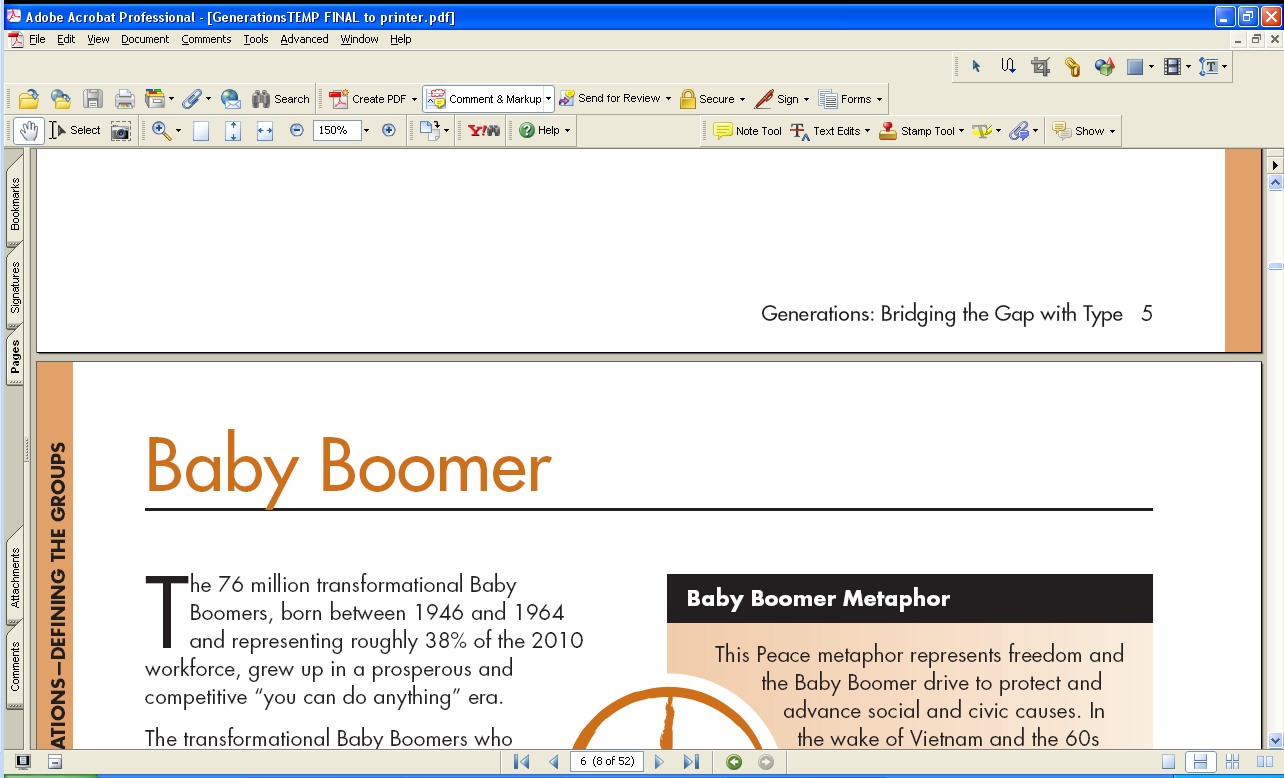 Adobe Acrobat Professional - [GenerationsTEMP FINAL to printer.pdf]
File Edit View Document Comments Tools Advanced Window Help
Search Create PDF Comment & Markup Send for Review Secure Sign Forms
Select 150% Y! Help Note Tool Text Edits Stamp Tool Show
Bookmarks
Signatures
Pages
Attachments
Comments
Generations: Bridging the Gap with Type 5
ATIONS—DEFINING THE GROUPS
Baby Boomer
The 76 million transformational Baby
Boomers, born between 1946 and 1964
and representing roughly 38% of the 2010
workforce, grew up in a prosperous and
competitive “you can do anything” era.
The transformational Baby Boomers who
Baby Boomer Metaphor
This Peace metaphor represents freedom and
the Baby Boomer drive to protect and
advance social and civic causes. In
the wake of Vietnam and the 60s
6 (8 of 52)